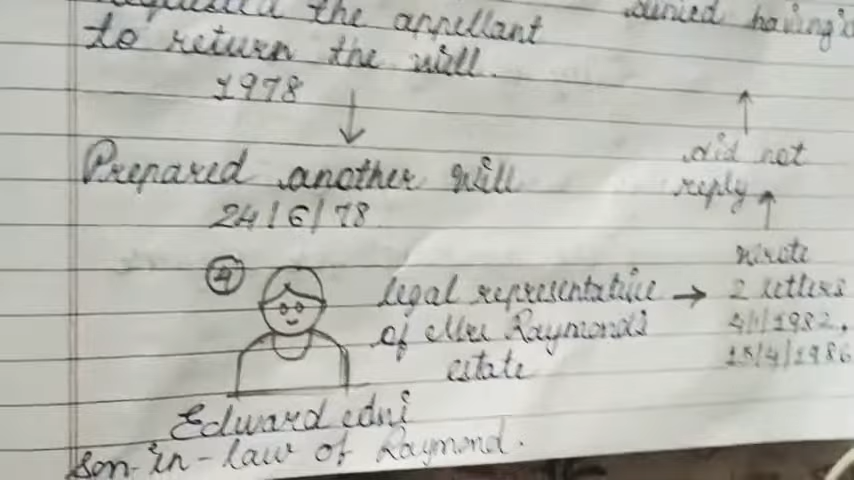 the appellant
to return the will.
1978
Prepared another will
24/6/78
denied having
did not
reply
wrote
2 letters
4/1/1982,
15/4/1986
4
legal representative
of Mrs Raymond's
estate
Edward edni
son-in-law of Raymond.